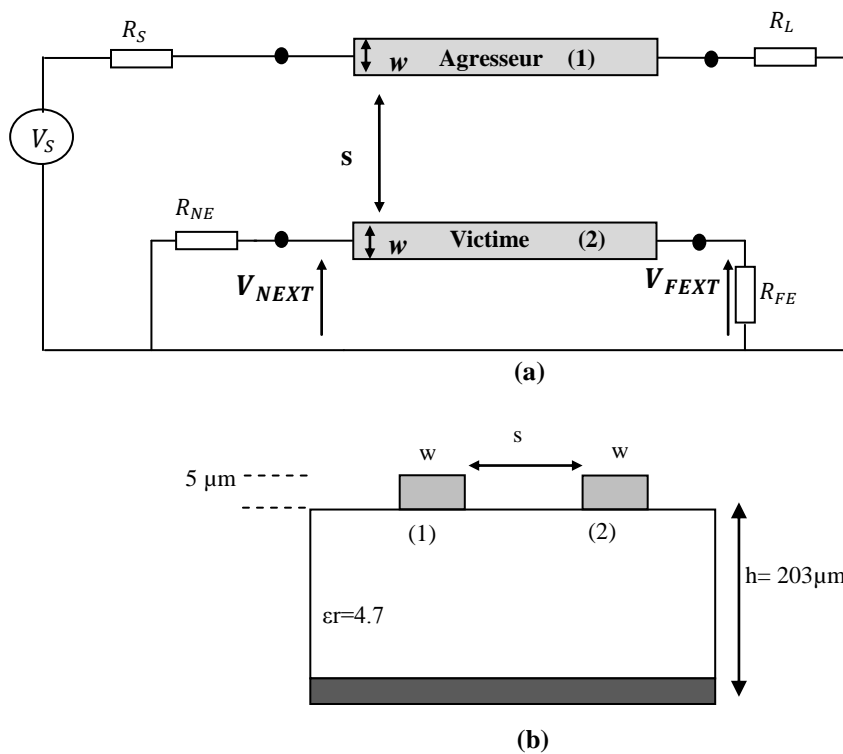 R_S
R_L
w Agresseur (1)
V_S
s
R_NE
w Victime (2)
V_NEXT
V_FEXT
R_FE
(a)
w s w
5 µm
(1) (2)
h= 203µm
εr=4.7
(b)